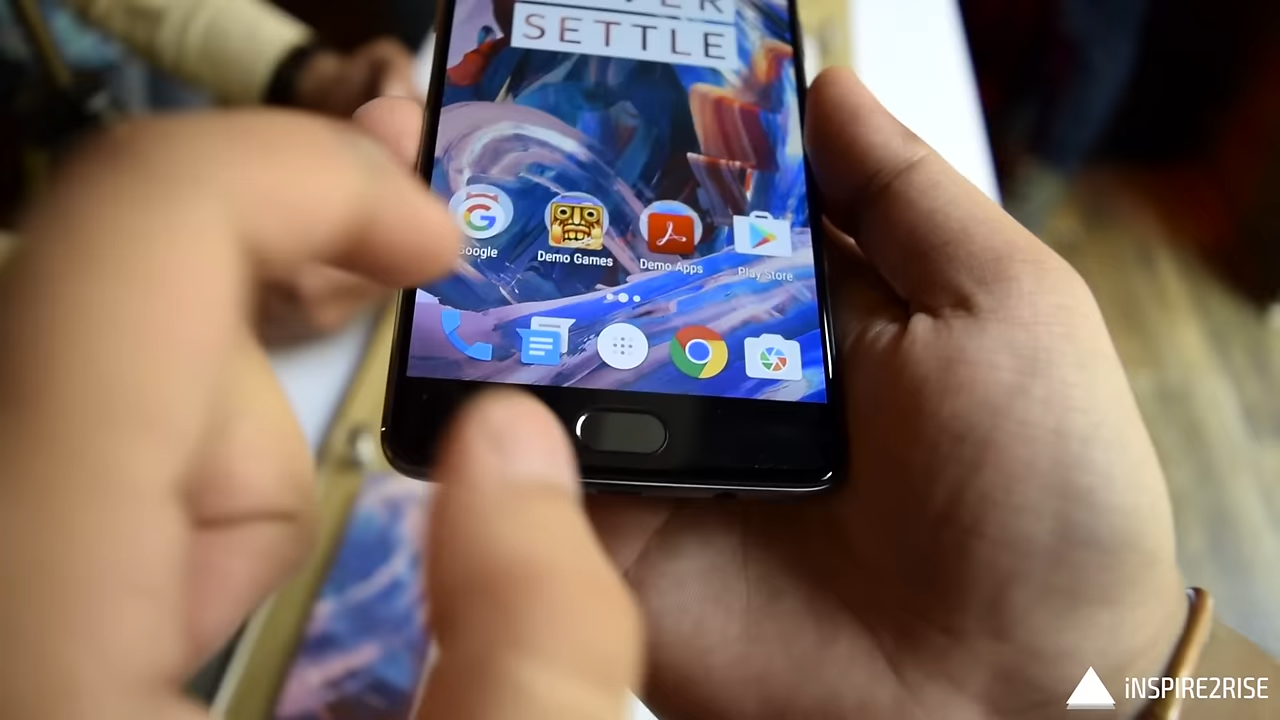 SETTLE
Google
Demo Games
Demo Apps
Play Store
iNSPIRE2RISE